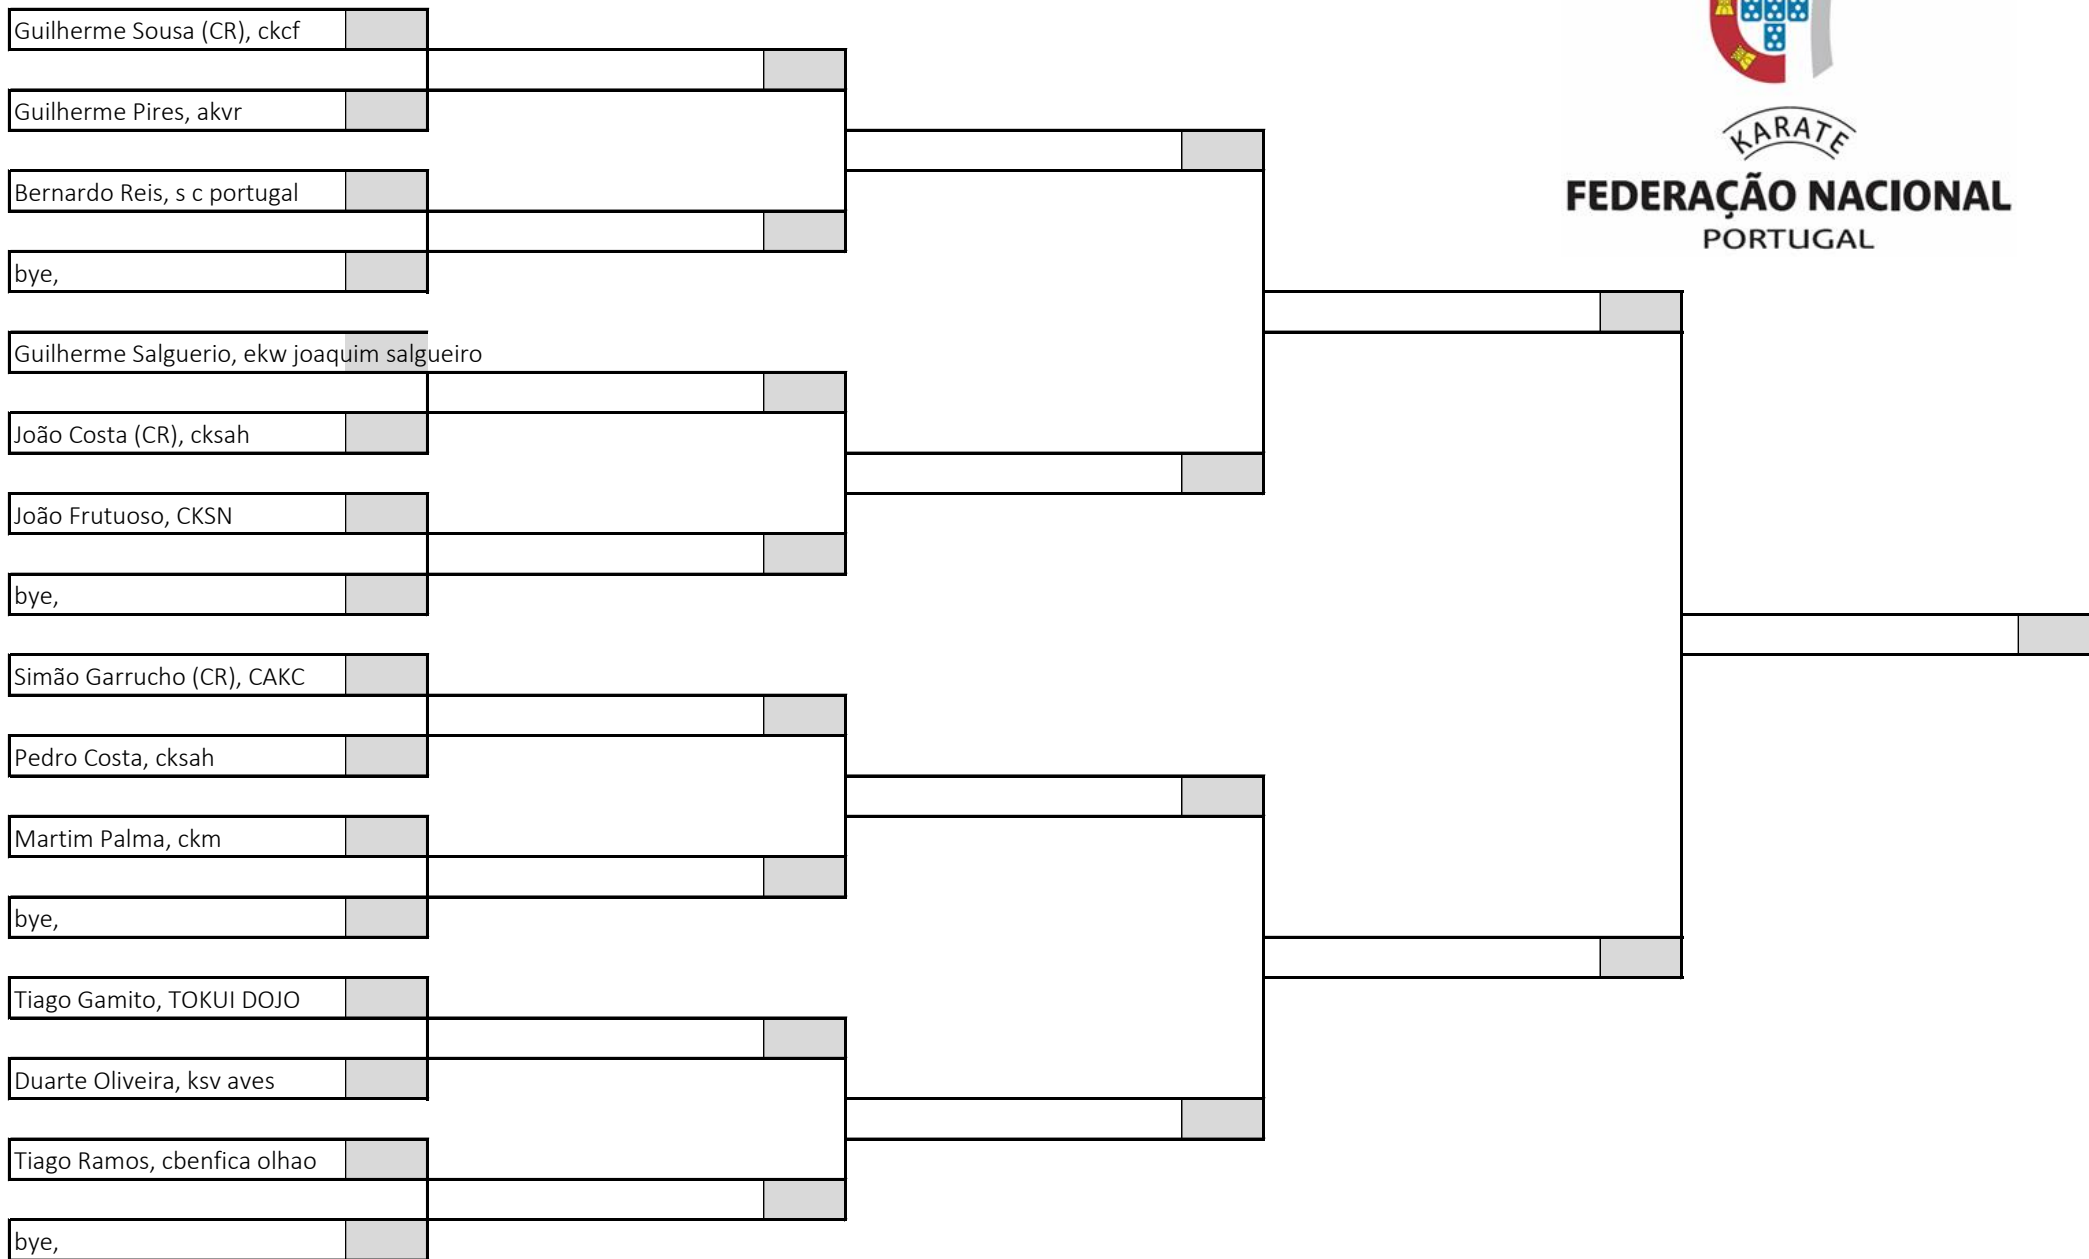 Guilherme Sousa (CR), ckcf
Guilherme Pires, akvr
Bernardo Reis, s c portugal
bye,
Guilherme Salguerio, ekw joaquim salgueiro
João Costa (CR), cksah
João Frutuoso, CKSN
bye,
Simão Garrucho (CR), CAKC
Pedro Costa, cksah
Martim Palma, ckm
bye,
Tiago Gamito, TOKUI DOJO
Duarte Oliveira, ksv aves
Tiago Ramos, cbenfica olhao
bye,
KARATE
FEDERAÇÃO NACIONAL
PORTUGAL